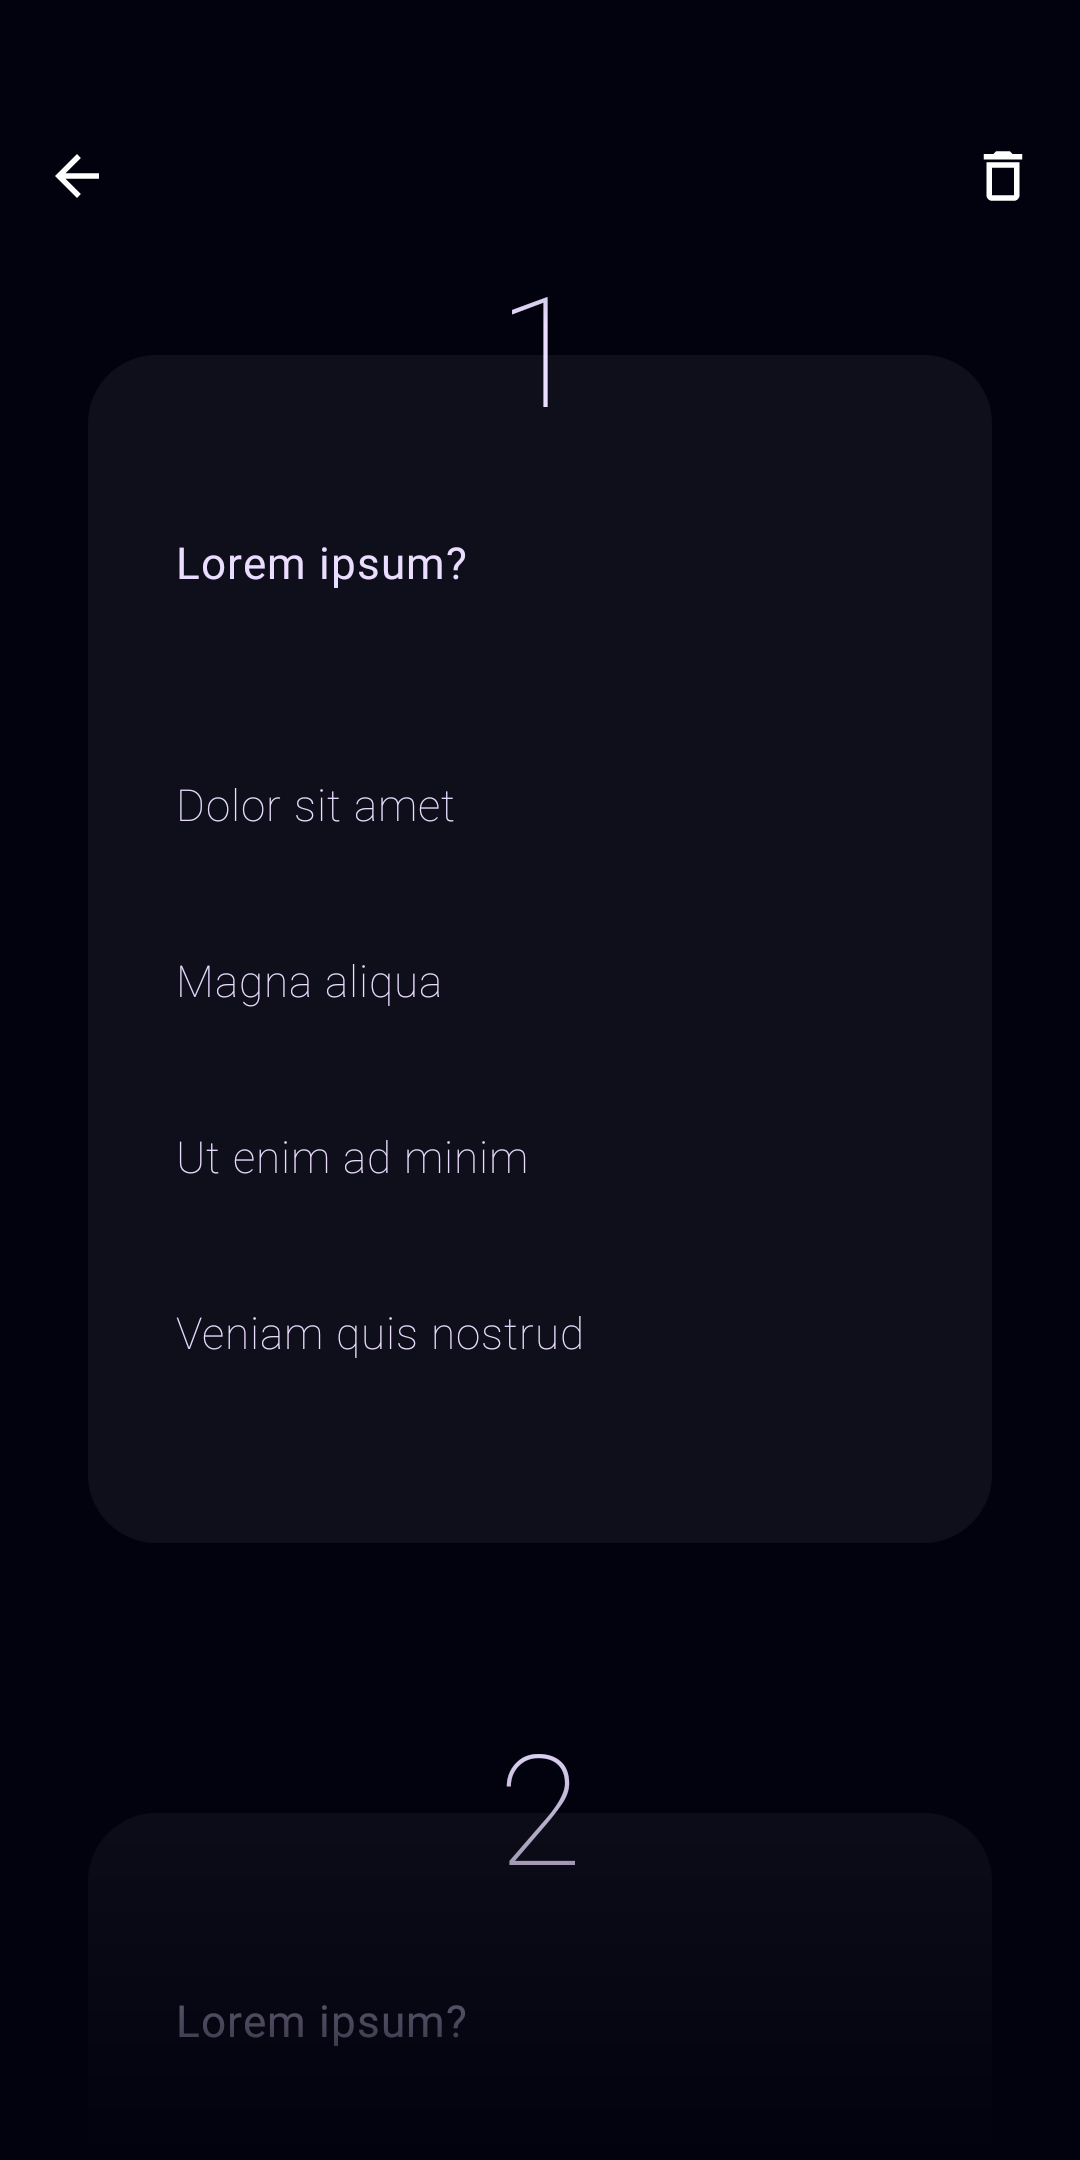 1
Lorem ipsum?
Dolor sit amet
Magna aliqua
Ut enim ad minim
Veniam quis nostrud
2
Lorem ipsum?